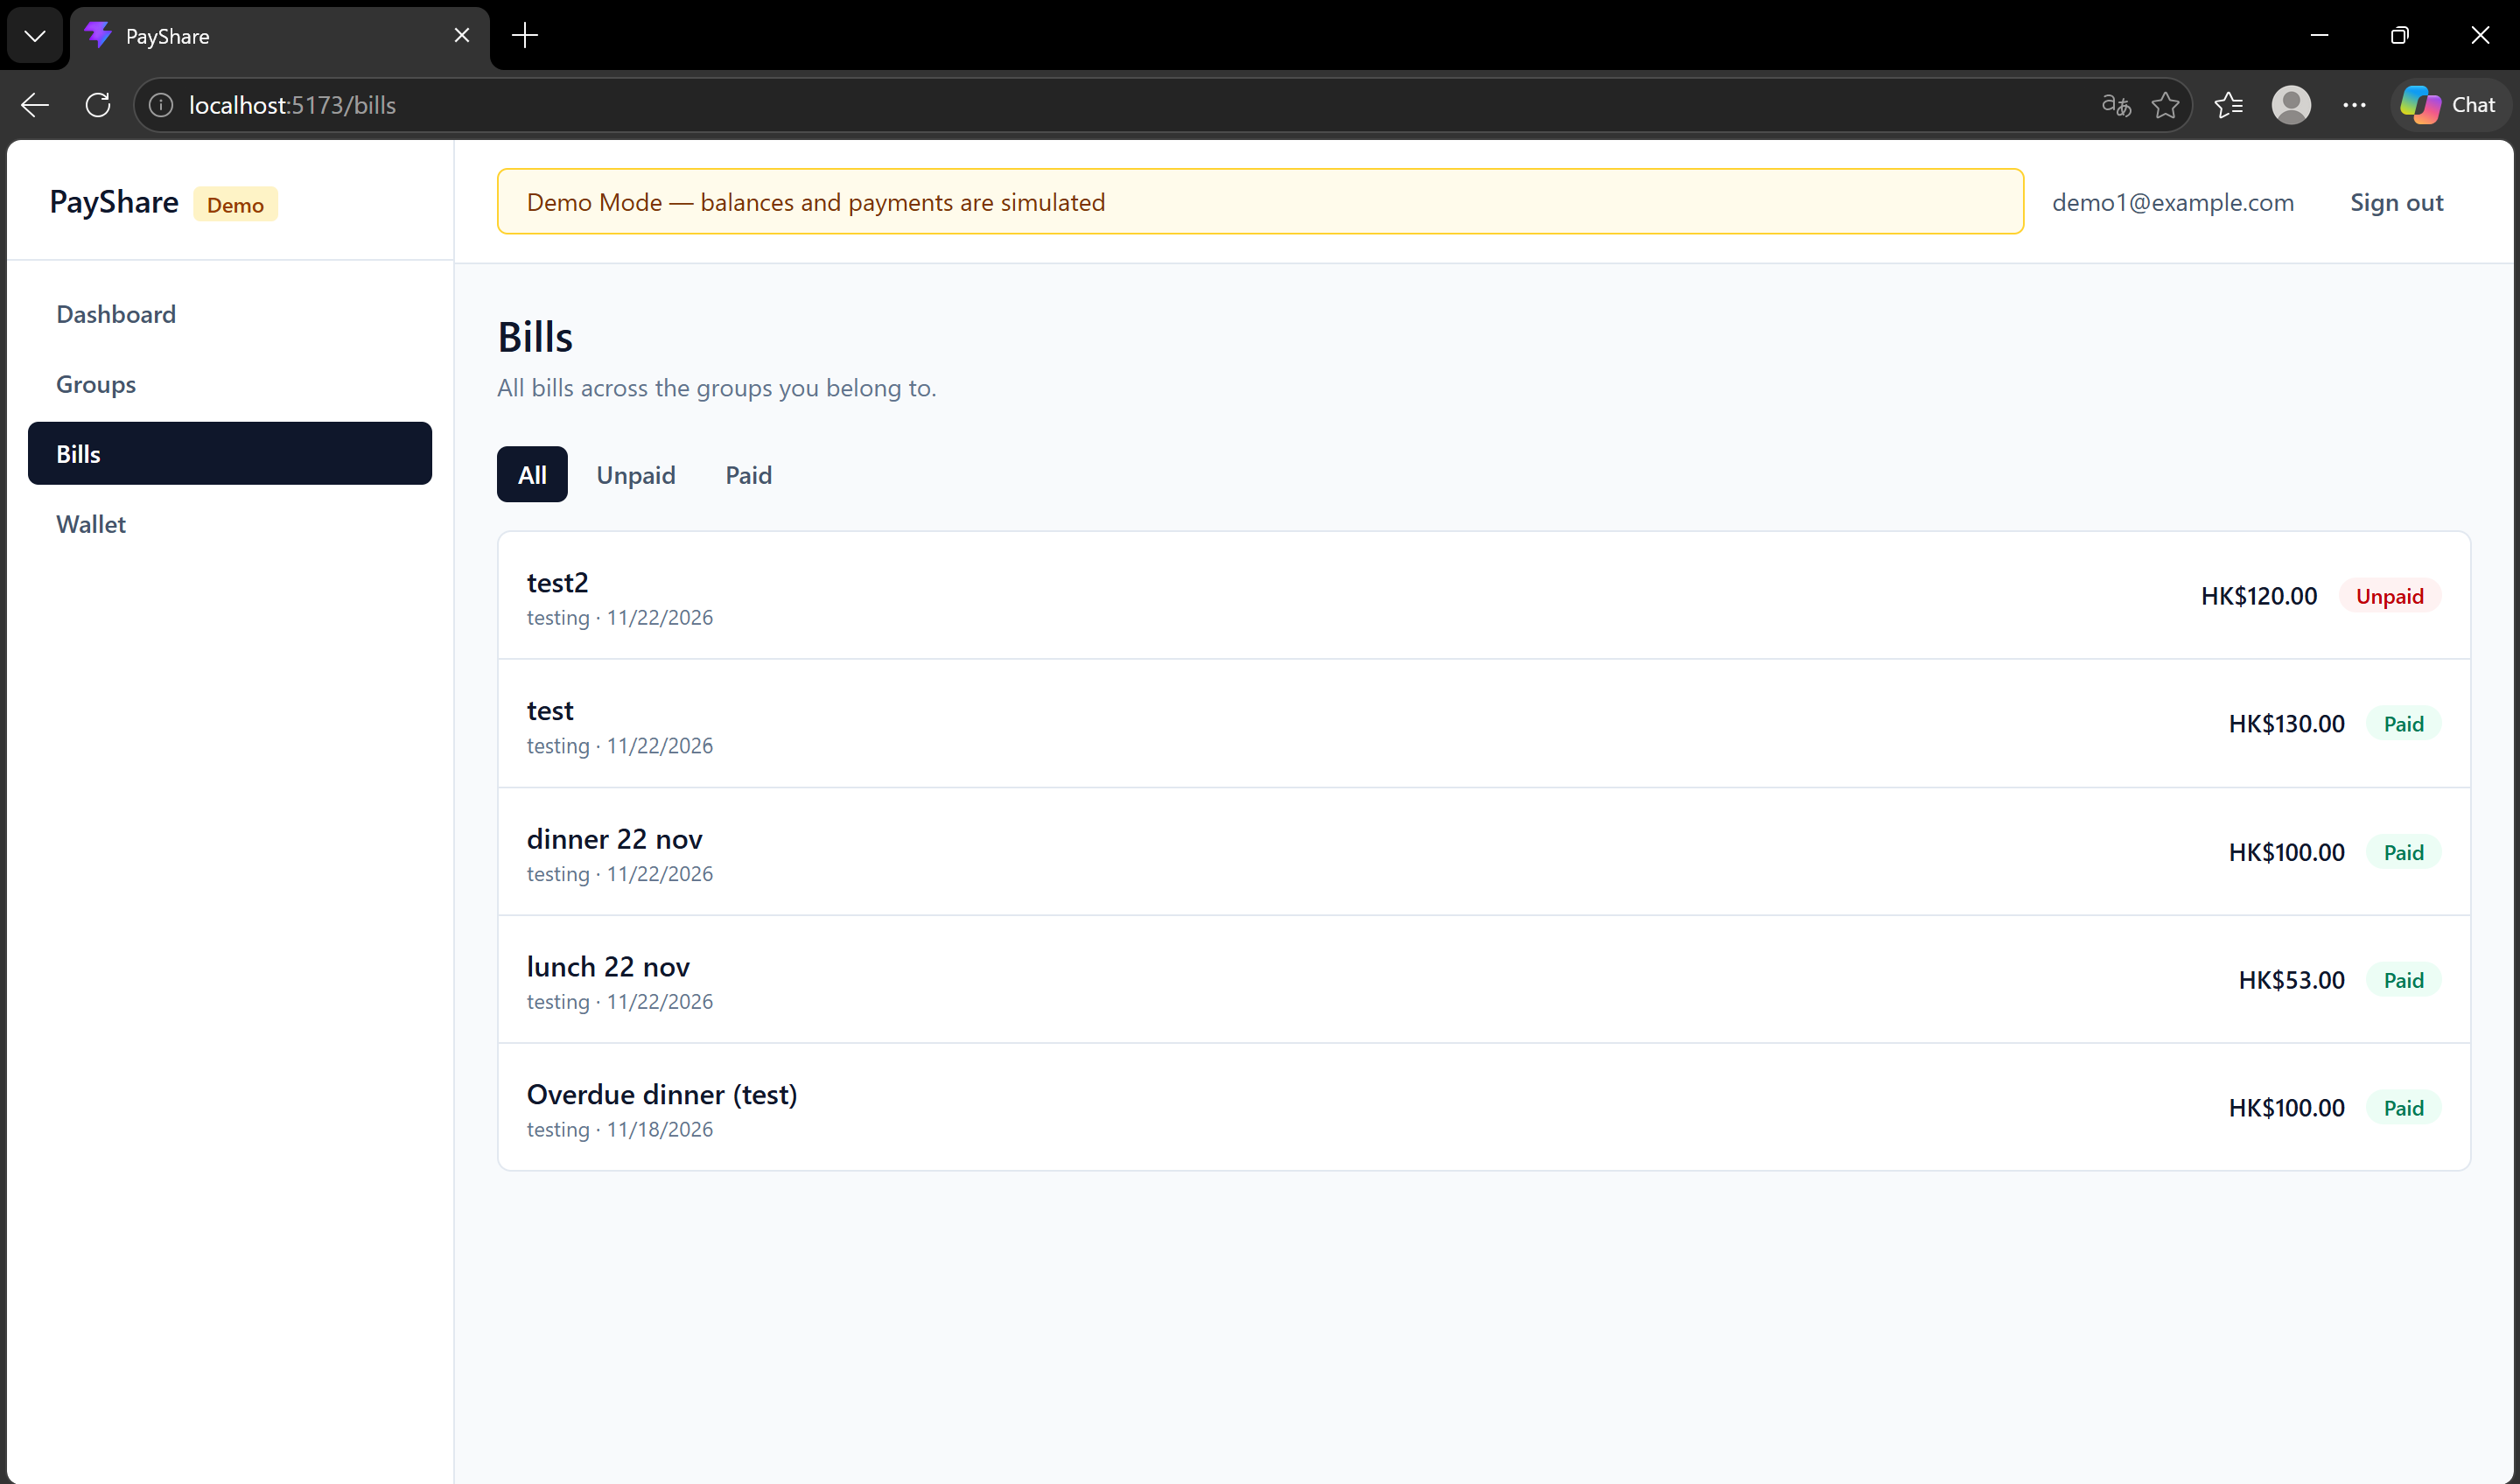 PayShare
localhost:5173/bills
Chat
PayShare Demo
Demo Mode — balances and payments are simulated
demo1@example.com
Sign out
Dashboard
Groups
Bills
Wallet
Bills
All bills across the groups you belong to.
All Unpaid Paid
test2
testing · 11/22/2026
HK$120.00 Unpaid
test
testing · 11/22/2026
HK$130.00 Paid
dinner 22 nov
testing · 11/22/2026
HK$100.00 Paid
lunch 22 nov
testing · 11/22/2026
HK$53.00 Paid
Overdue dinner (test)
testing · 11/18/2026
HK$100.00 Paid